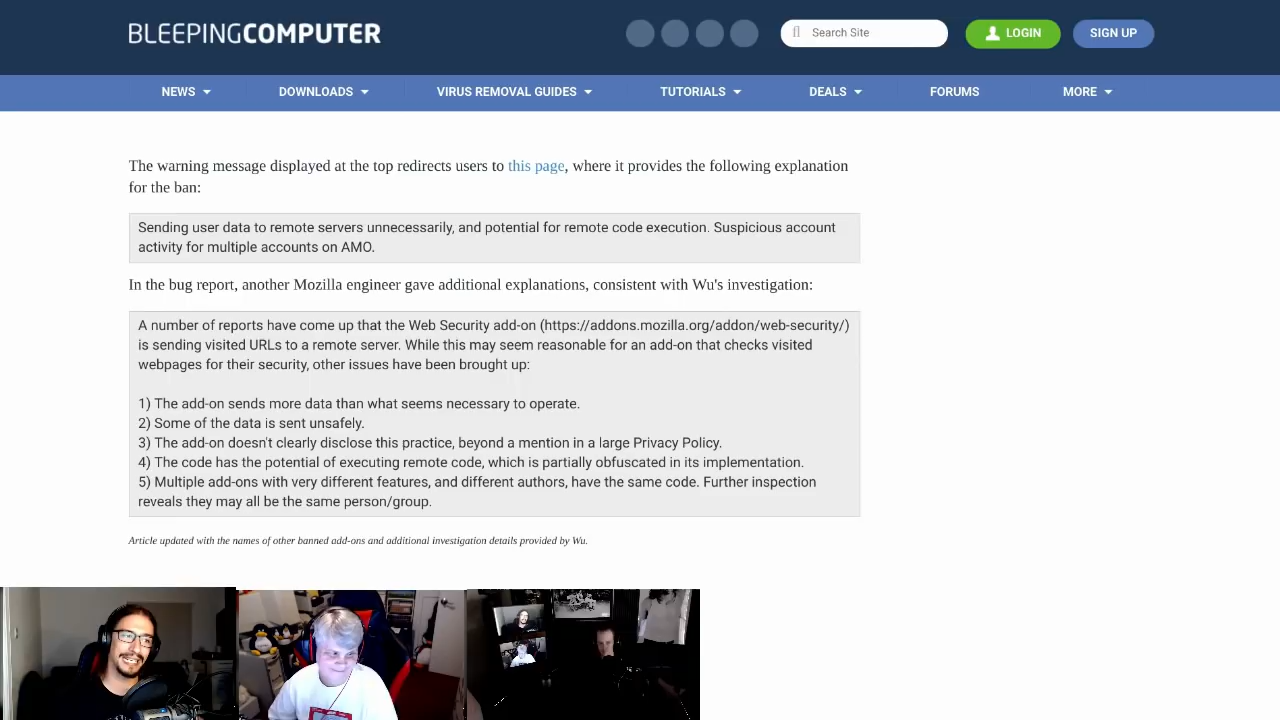 BLEEPINGCOMPUTER
Search Site
LOGIN
SIGN UP
NEWS
DOWNLOADS
VIRUS REMOVAL GUIDES
TUTORIALS
DEALS
FORUMS
MORE
The warning message displayed at the top redirects users to this page, where it provides the following explanation
for the ban:
Sending user data to remote servers unnecessarily, and potential for remote code execution. Suspicious account
activity for multiple accounts on AMO.
In the bug report, another Mozilla engineer gave additional explanations, consistent with Wu's investigation:
A number of reports have come up that the Web Security add-on (https://addons.mozilla.org/addon/web-security/)
is sending visited URLs to a remote server. While this may seem reasonable for an add-on that checks visited
webpages for their security, other issues have been brought up:
1) The add-on sends more data than what seems necessary to operate.
2) Some of the data is sent unsafely.
3) The add-on doesn't clearly disclose this practice, beyond a mention in a large Privacy Policy.
4) The code has the potential of executing remote code, which is partially obfuscated in its implementation.
5) Multiple add-ons with very different features, and different authors, have the same code. Further inspection
reveals they may all be the same person/group.
Article updated with the names of other banned add-ons and additional investigation details provided by Wu.